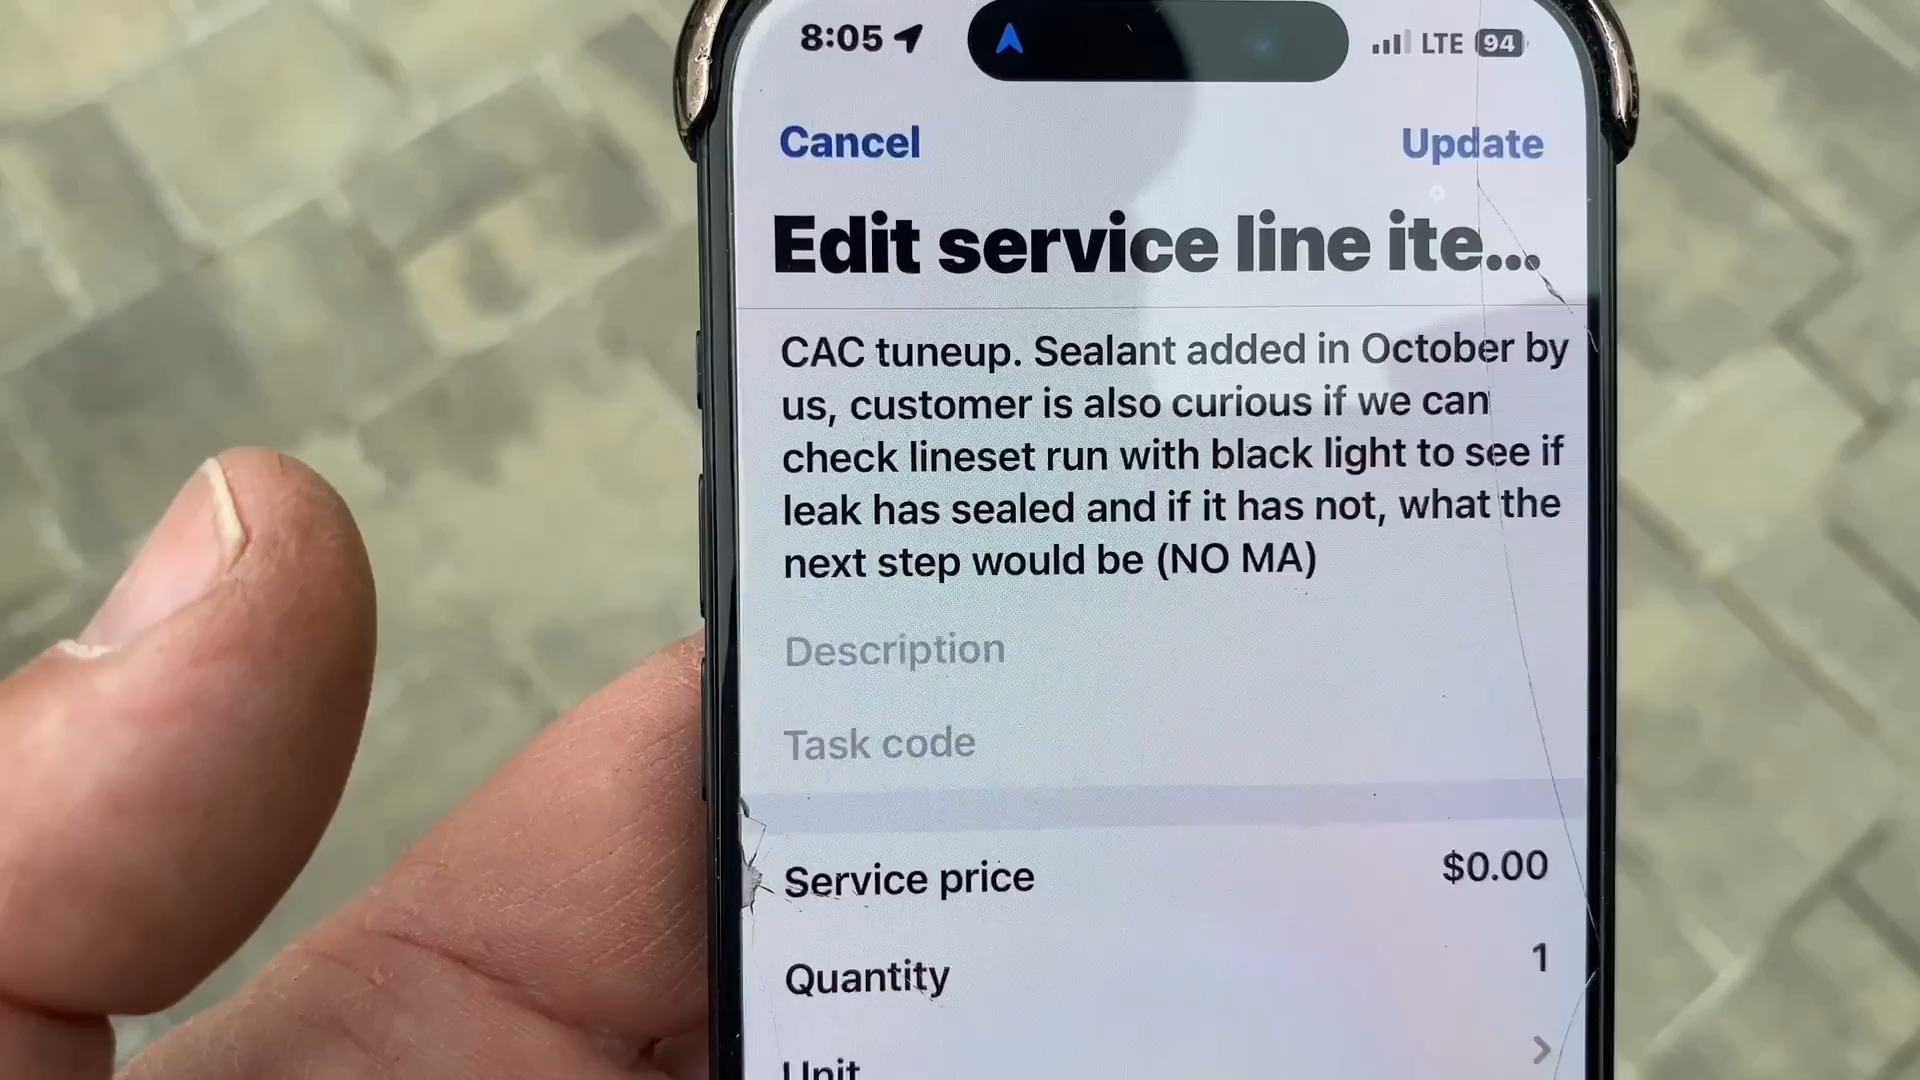 8:05 LTE 94
Cancel Update
Edit service line ite...
CAC tuneup. Sealant added in October by
us, customer is also curious if we can
check lineset run with black light to see if
leak has sealed and if it has not, what the
next step would be (NO MA)
Description
Task code
Service price $0.00
Quantity 1
Unit